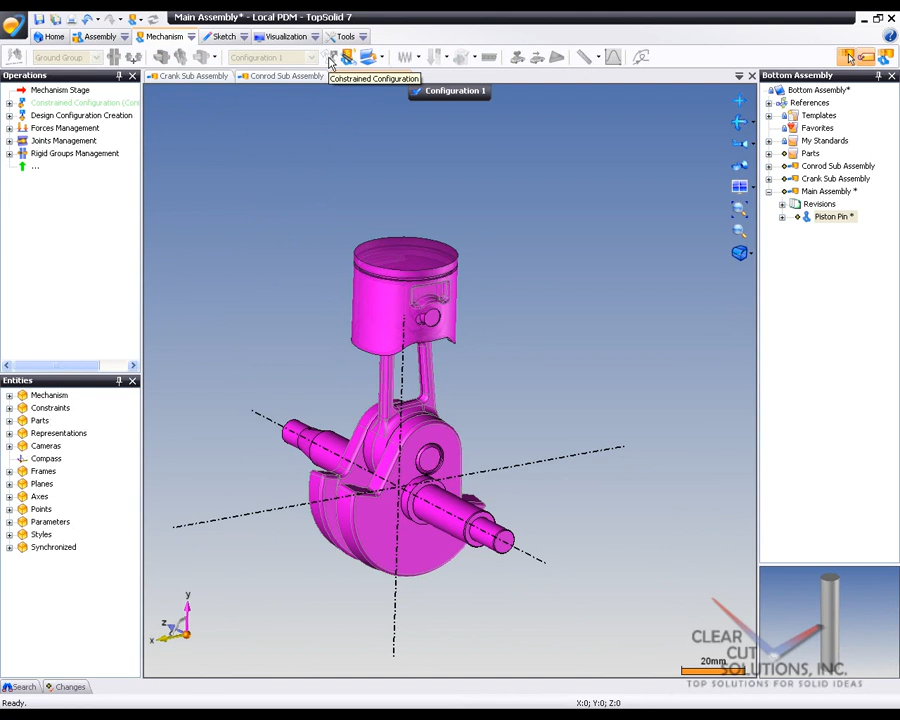 Main Assembly* - Local PDM - TopSolid 7
Home Assembly Mechanism Sketch Visualization Tools
Ground Group Configuration 1
Operations Crank Sub Assembly Conrod Sub Assembly Constrained Configuration Bottom Assembly
Configuration 1
Mechanism Stage
Constrained Configuration (Con
Design Configuration Creation
Forces Management
Joints Management
Rigid Groups Management
...
Bottom Assembly*
References
Templates
Favorites
My Standards
Parts
Conrod Sub Assembly
Crank Sub Assembly
Main Assembly *
Revisions
Piston Pin *
Entities
Mechanism
Constraints
Parts
Representations
Cameras
Compass
Frames
Planes
Axes
Points
Parameters
Styles
Synchronized
y
z
x
20mm
CLEAR
CUT
SOLUTIONS, INC.
TOP SOLUTIONS FOR SOLID IDEAS
Search Changes
Ready. X:0; Y:0; Z:0